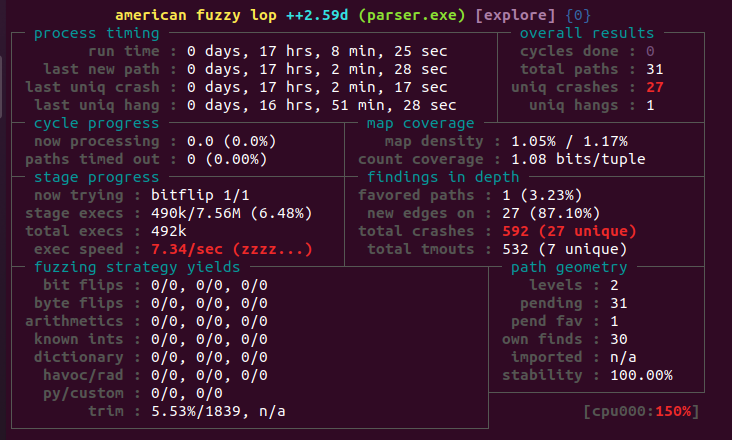 american fuzzy lop ++2.59d (parser.exe) [explore] {0}
process timing overall results
run time : 0 days, 17 hrs, 8 min, 25 sec cycles done : 0
last new path : 0 days, 17 hrs, 2 min, 28 sec total paths : 31
last uniq crash : 0 days, 17 hrs, 2 min, 17 sec uniq crashes : 27
last uniq hang : 0 days, 16 hrs, 51 min, 28 sec uniq hangs : 1
cycle progress map coverage
now processing : 0.0 (0.0%) map density : 1.05% / 1.17%
paths timed out : 0 (0.00%) count coverage : 1.08 bits/tuple
stage progress findings in depth
now trying : bitflip 1/1 favored paths : 1 (3.23%)
stage execs : 490k/7.56M (6.48%) new edges on : 27 (87.10%)
total execs : 492k total crashes : 592 (27 unique)
exec speed : 7.34/sec (zzzz...) total tmouts : 532 (7 unique)
fuzzing strategy yields path geometry
bit flips : 0/0, 0/0, 0/0 levels : 2
byte flips : 0/0, 0/0, 0/0 pending : 31
arithmetics : 0/0, 0/0, 0/0 pend fav : 1
known ints : 0/0, 0/0, 0/0 own finds : 30
dictionary : 0/0, 0/0, 0/0 imported : n/a
havoc/rad : 0/0, 0/0, 0/0 stability : 100.00%
py/custom : 0/0, 0/0
trim : 5.53%/1839, n/a [cpu000:150%]